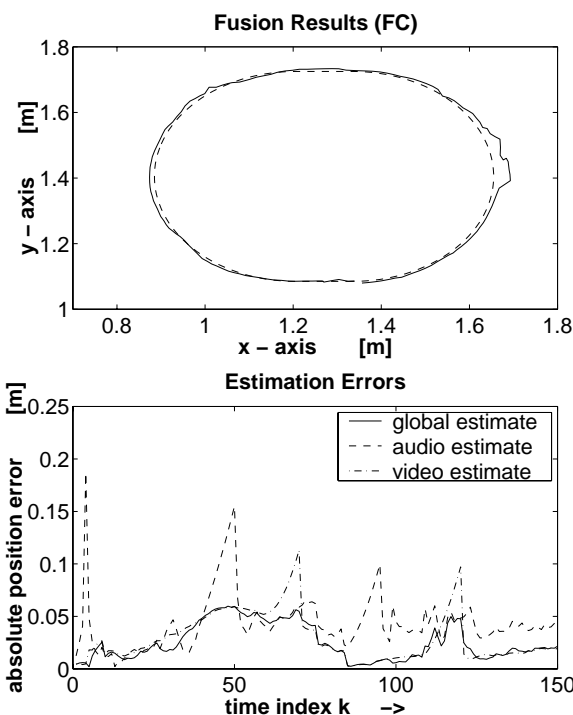 Fusion Results (FC)
1.8
1.6
1.4
1.2
1
y – axis [m]
0.8 1 1.2 1.4 1.6 1.8
x – axis [m]
Estimation Errors
0.25
0.2
0.15
0.1
0.05
0
absolute position error [m]
global estimate
audio estimate
video estimate
0 50 100 150
time index k –>